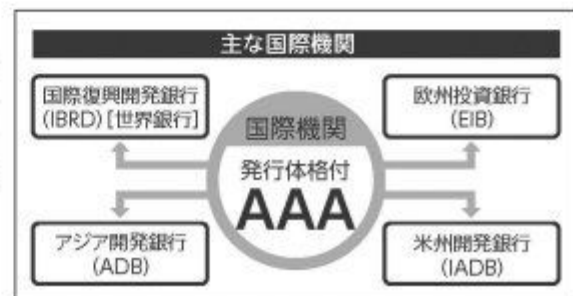 主な国際機関
国際復興開発銀行
(IBRD)[世界銀行]
欧州投資銀行
(EIB)
国際機関
発行体格付
AAA
アジア開発銀行
(ADB)
米州開発銀行
(IADB)